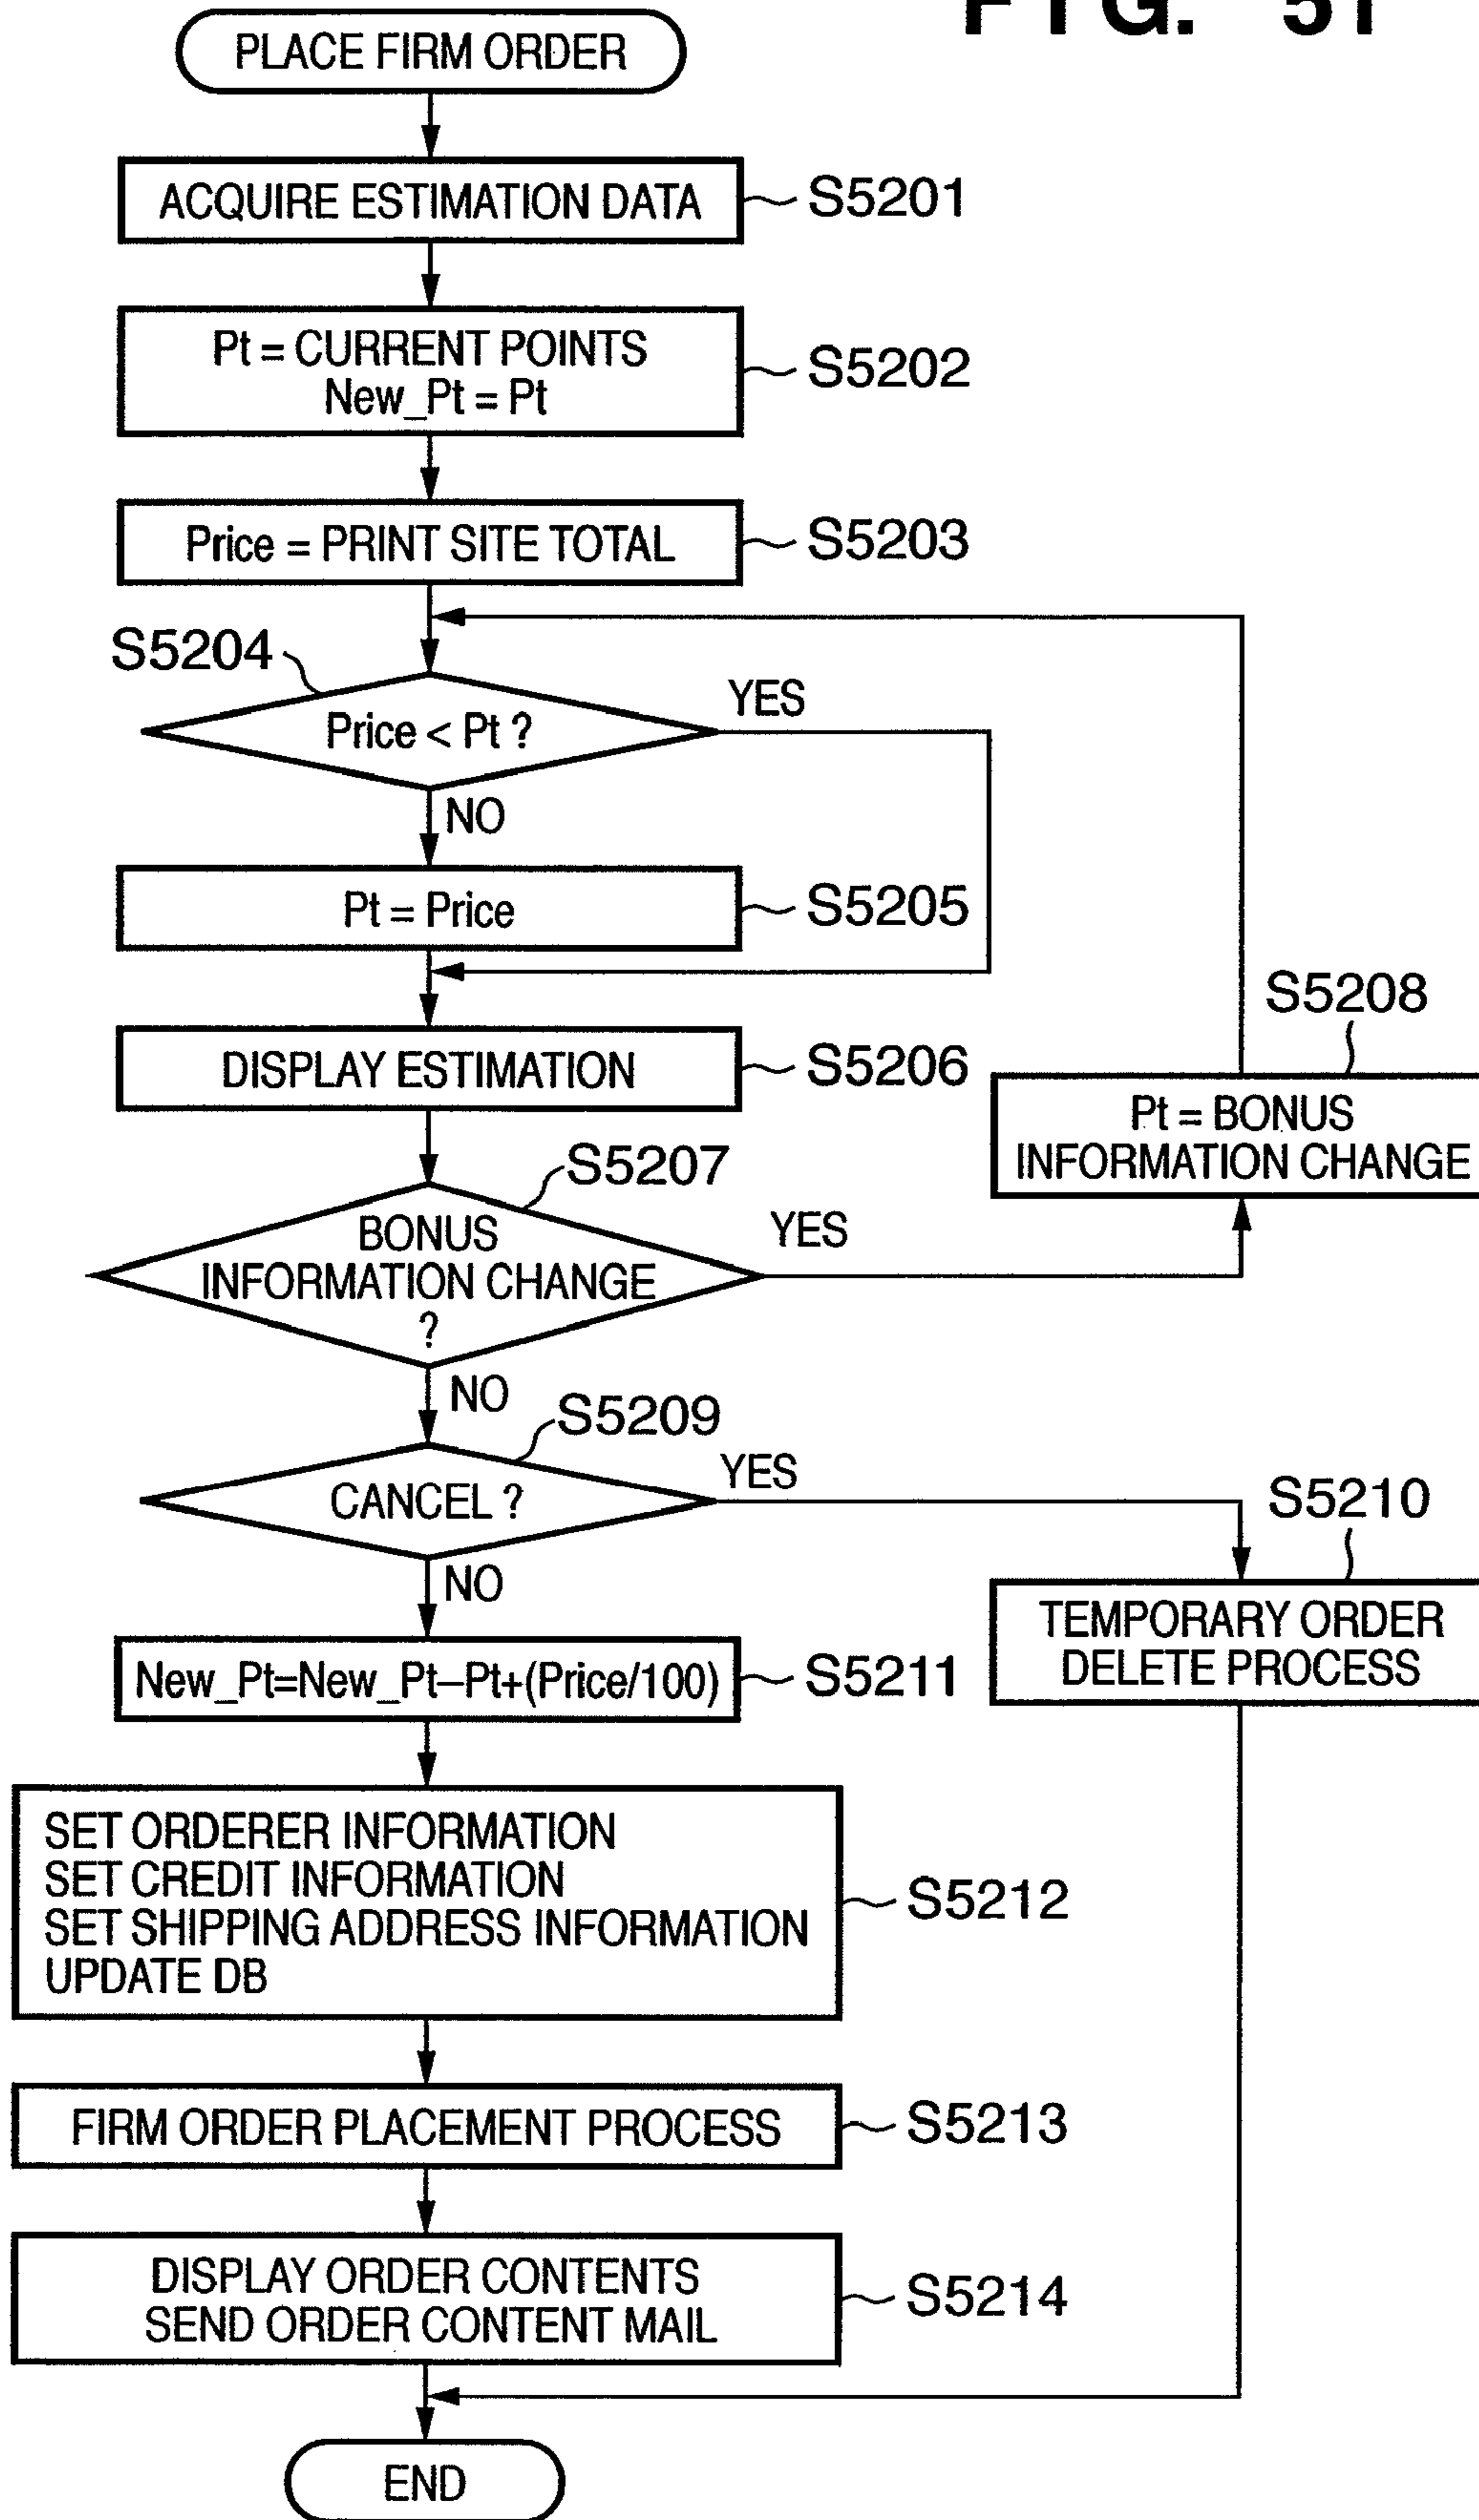 FIG. 51
PLACE FIRM ORDER
ACQUIRE ESTIMATION DATA
S5201
Pt = CURRENT POINTS
New_Pt = Pt
S5202
Price = PRINT SITE TOTAL
S5203
S5204
Price < Pt ?
YES
NO
Pt = Price
S5205
DISPLAY ESTIMATION
S5206
S5208
Pt = BONUS
INFORMATION CHANGE
S5207
BONUS
INFORMATION CHANGE
?
YES
NO
S5209
CANCEL ?
YES
NO
S5210
TEMPORARY ORDER
DELETE PROCESS
New_Pt=New_Pt–Pt+(Price/100)
S5211
SET ORDERER INFORMATION
SET CREDIT INFORMATION
SET SHIPPING ADDRESS INFORMATION
UPDATE DB
S5212
FIRM ORDER PLACEMENT PROCESS
S5213
DISPLAY ORDER CONTENTS
SEND ORDER CONTENT MAIL
S5214
END